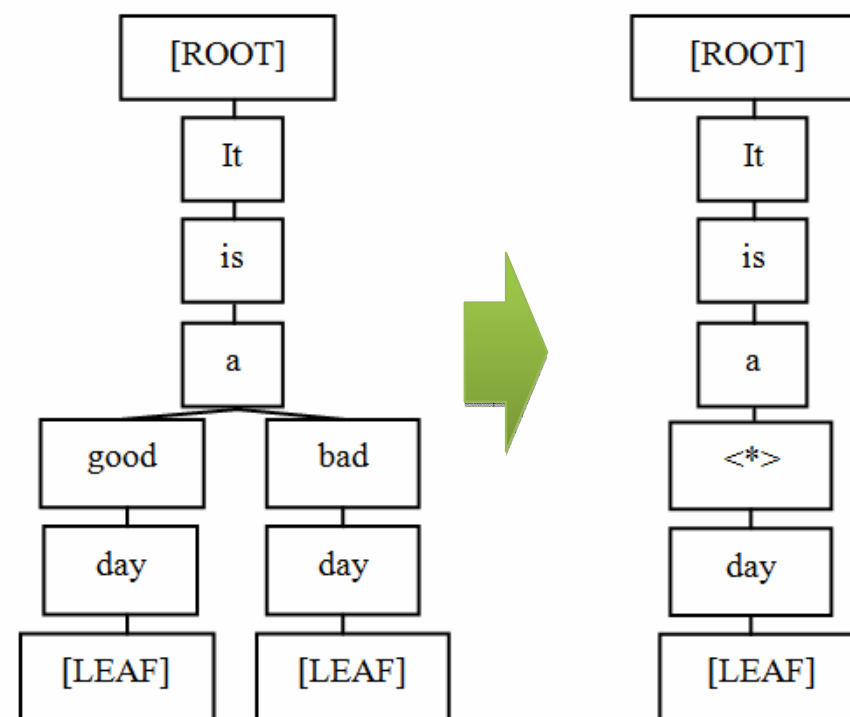 [ROOT] [ROOT]
It It
is is
a a
good bad <*>
day day day
[LEAF] [LEAF] [LEAF]